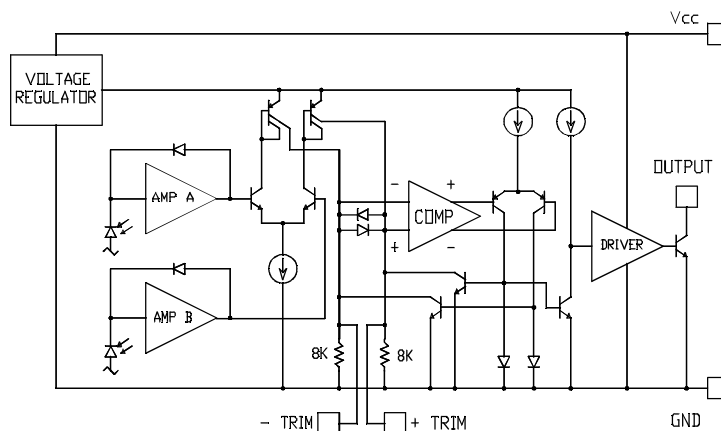 Vcc
VOLTAGE
REGULATOR
OUTPUT
AMP A
- +
COMP
+ -
DRIVER
AMP B
8K
8K
- TRIM
+ TRIM
GND